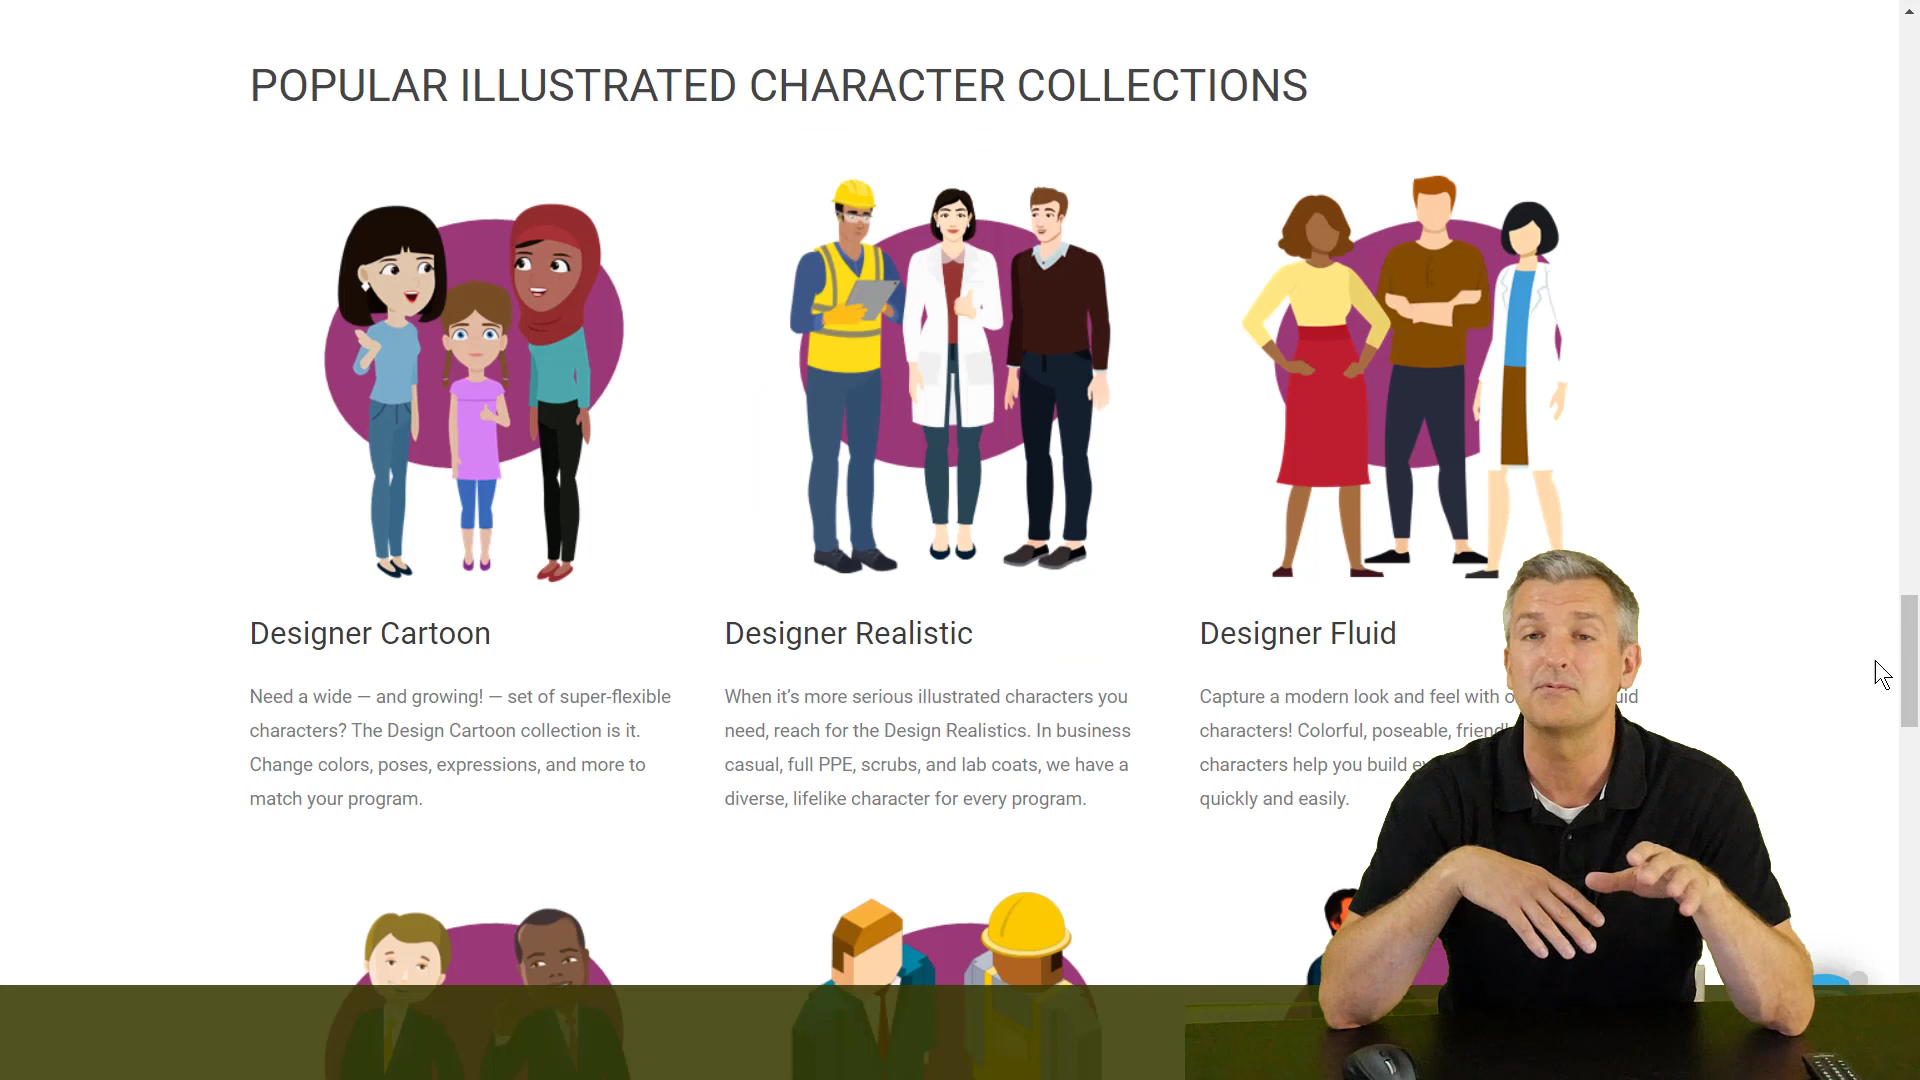 POPULAR ILLUSTRATED CHARACTER COLLECTIONS
Designer Cartoon
Need a wide — and growing! — set of super-flexible
characters? The Design Cartoon collection is it.
Change colors, poses, expressions, and more to
match your program.
Designer Realistic
When it’s more serious illustrated characters you
need, reach for the Design Realistics. In business
casual, full PPE, scrubs, and lab coats, we have a
diverse, lifelike character for every program.
Designer Fluid
Capture a modern look and feel with
characters! Colorful, poseable,
characters help you build
quickly and easily.